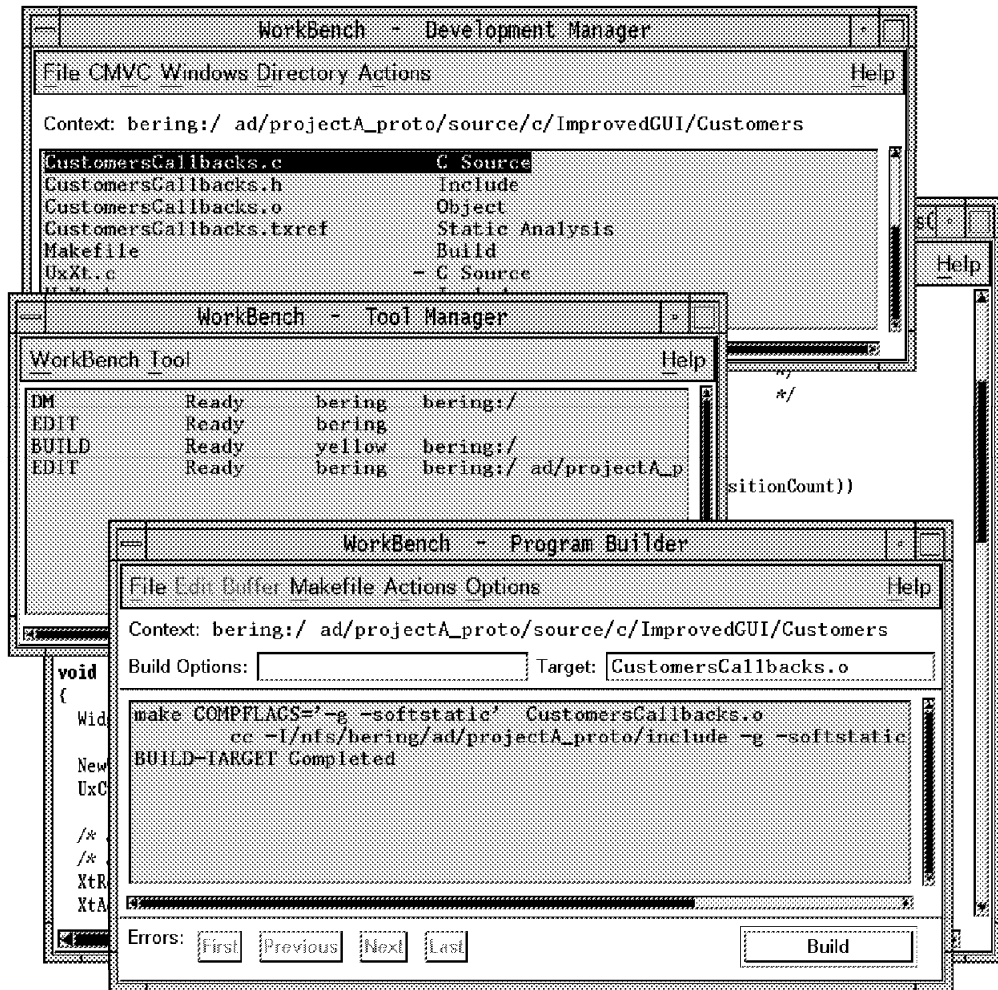 WorkBench - Development Manager
File CMVC Windows Directory Actions Help
Context: bering:/ ad/projectA_proto/source/c/ImprovedGUI/Customers
CustomersCallbacks.c C Source
CustomersCallbacks.h Include
CustomersCallbacks.o Object
CustomersCallbacks.txref Static Analysis
Makefile Build
UxXt.c - C Source
Help
WorkBench - Tool Manager
WorkBench Tool Help
DM Ready bering bering:/
EDIT Ready bering
BUILD Ready yellow bering:/
EDIT Ready bering bering:/ ad/projectA_p
*/
*/
sitionCount))
WorkBench - Program Builder
File Edit Buffer Makefile Actions Options Help
Context: bering:/ ad/projectA_proto/source/c/ImprovedGUI/Customers
Build Options: Target: CustomersCallbacks.o
make COMPFLAGS='-g -softstatic' CustomersCallbacks.o
cc -I/nfs/bering/ad/projectA_proto/include -g -softstatic
BUILD-TARGET Completed
Errors: First Previous Next Last Build
void
{
Wid
New
UxC
/*
/*
XtR
XtA